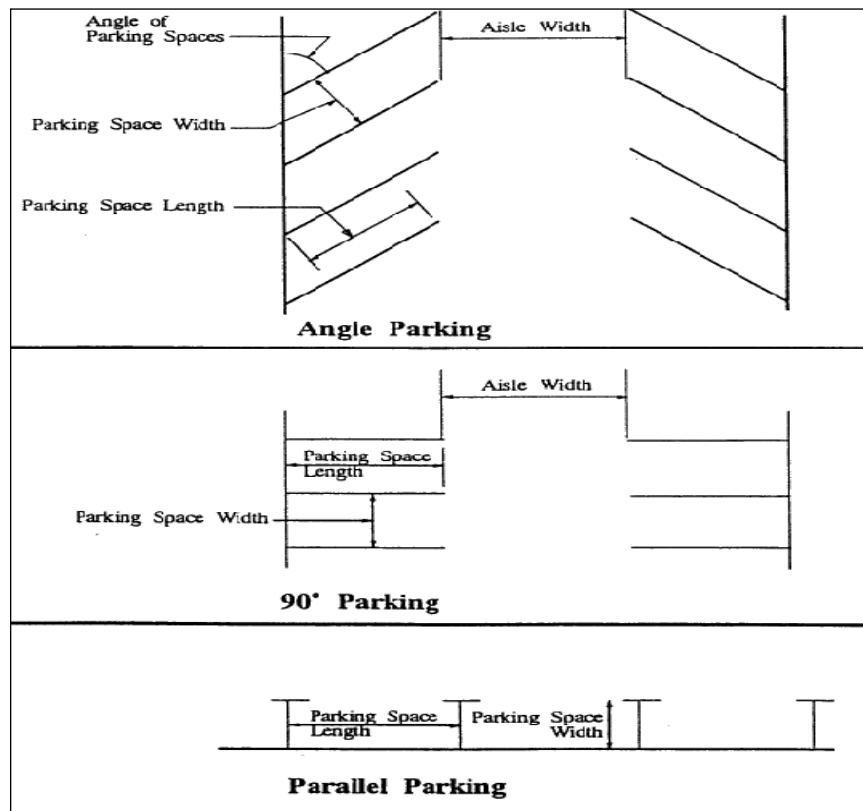 Angle of
Parking Spaces
Aisle Width
Parking Space Width
Parking Space Length
Angle Parking
Aisle Width
Parking Space
Length
Parking Space Width
90° Parking
Parking Space
Length
Parking Space
Width
Parallel Parking